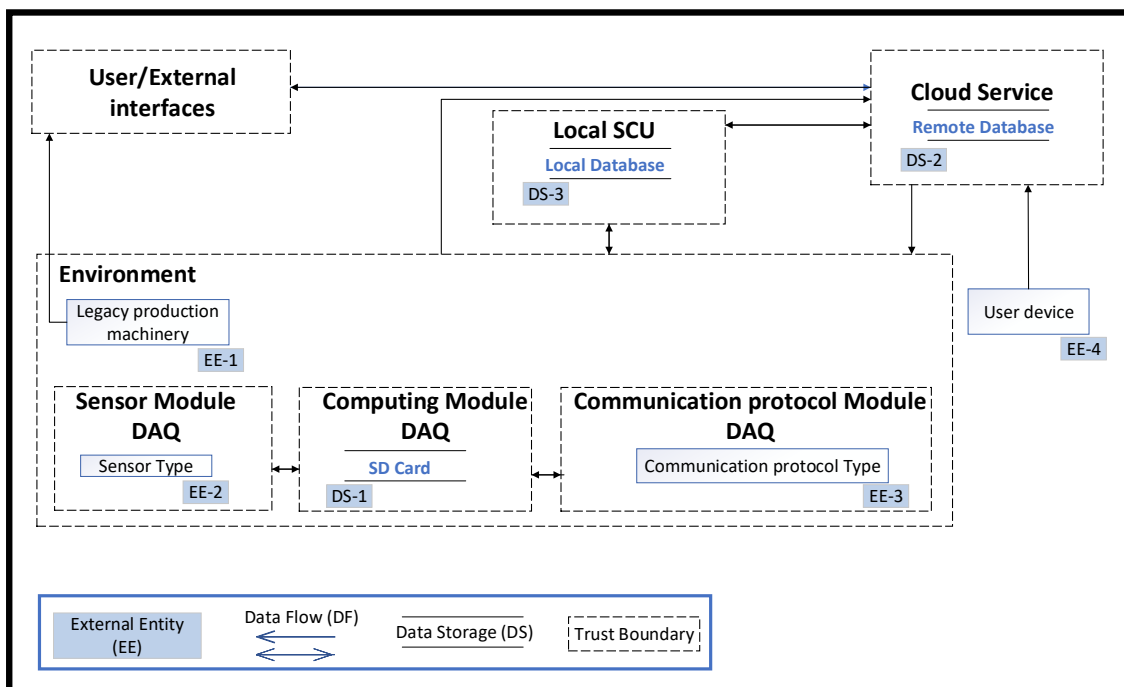 User/External
interfaces
Cloud Service
Remote Database
DS-2
Local SCU
Local Database
DS-3
Environment
Legacy production
machinery
EE-1
User device
EE-4
Sensor Module
DAQ
Sensor Type
EE-2
Computing Module
DAQ
SD Card
DS-1
Communication protocol Module
DAQ
Communication protocol Type
EE-3
External Entity
(EE)
Data Flow (DF)
Data Storage (DS)
Trust Boundary